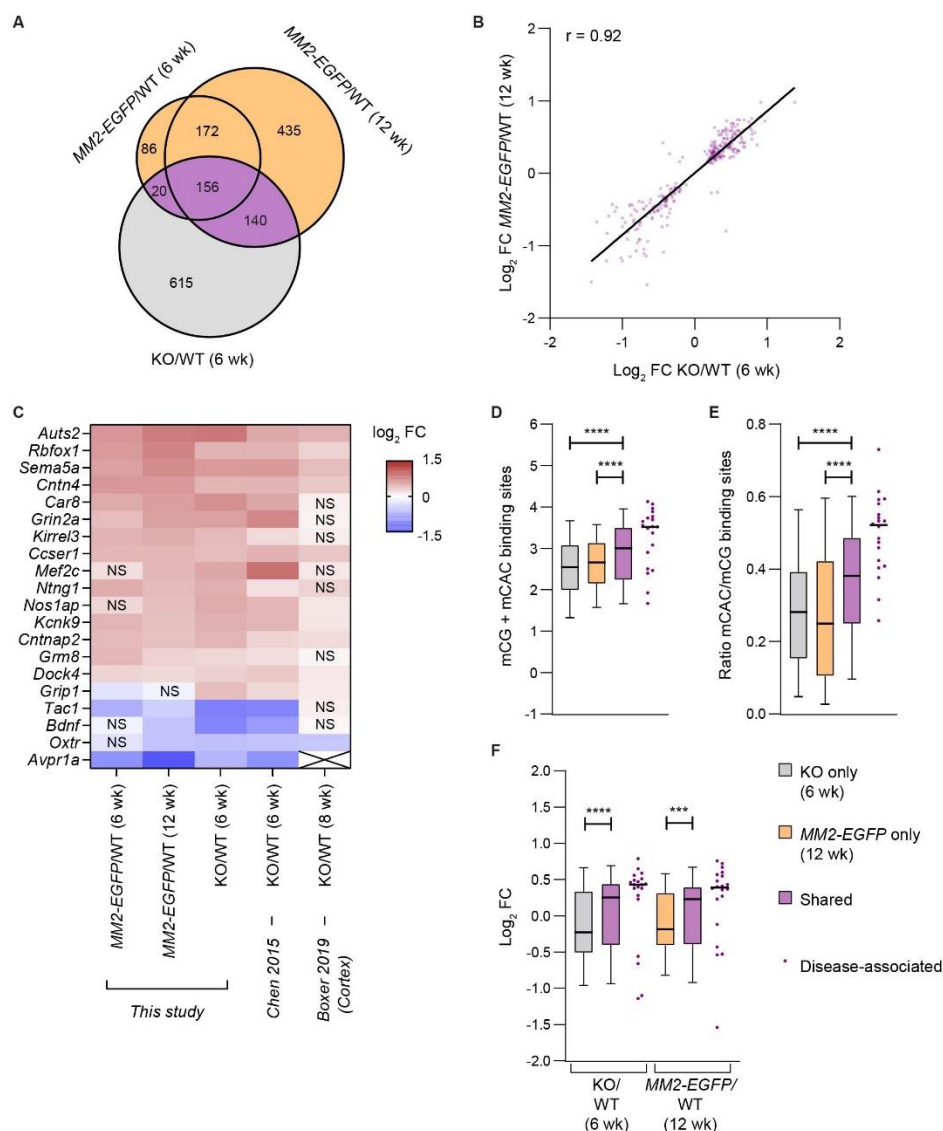 A
MM2-EGFP/WT (6 wk)
MM2-EGFP/WT (12 wk)
86
172
435
20
156
140
615
KO/WT (6 wk)
B
r = 0.92
Log2 FC MM2-EGFP/WT (12 wk)
2
1
0
-1
-2
-2
-1
0
1
2
Log2 FC KO/WT (6 wk)
C
Auts2
Rbfox1
Sema5a
Cntn4
Car8
Grin2a
Kirrel3
Ccser1
Mef2c
Ntng1
Nos1ap
Kcnk9
Cntnap2
Grm8
Dock4
Grip1
Tac1
Bdnf
Oxtr
Avpr1a
NS
NS
NS
NS
NS
NS
NS
NS
NS
NS
NS
NS
NS
log2 FC
1.5
0
-1.5
MM2-EGFP/WT (6 wk)
MM2-EGFP/WT (12 wk)
KO/WT (6 wk)
KO/WT (6 wk)
KO/WT (8 wk)
This study
Chen 2015 –
Boxer 2019 –
(Cortex)
D
mCG + mCAC binding sites
6
5
4
3
2
1
0
-1
****
****
E
Ratio mCAC/mCG binding sites
0.8
0.6
0.4
0.2
0.0
****
****
F
Log2 FC
2.0
1.5
1.0
0.5
0.0
-0.5
-1.0
-1.5
-2.0
****
***
KO/
WT
(6 wk)
MM2-EGFP/
WT
(12 wk)
KO only
(6 wk)
MM2-EGFP only
(12 wk)
Shared
Disease-associated